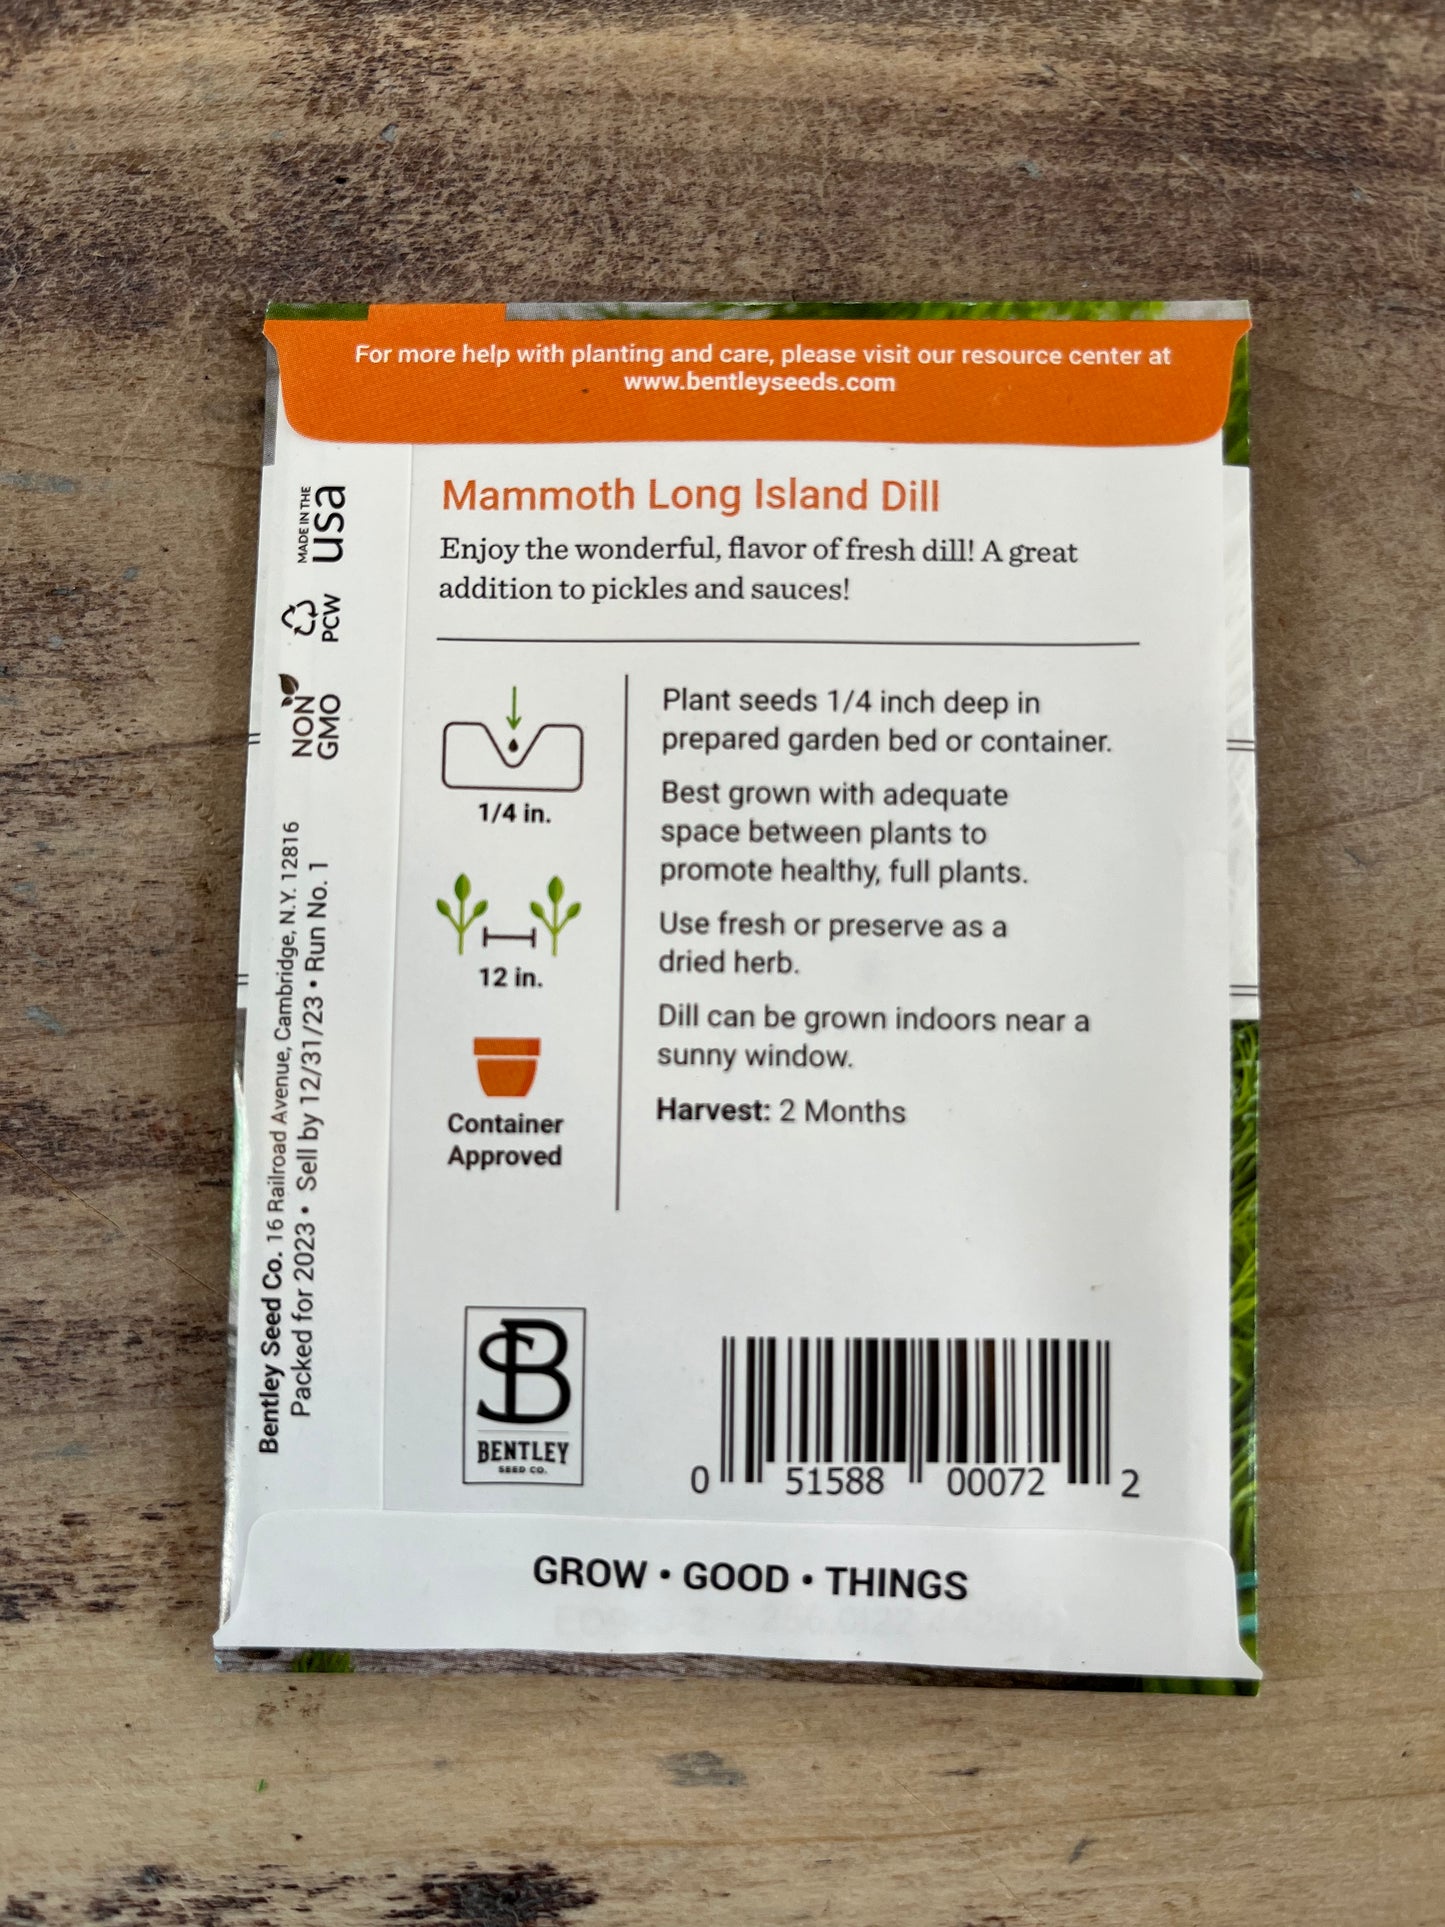 For more help with planting and care, please visit our resource center at
www.bentleyseeds.com
Mammoth Long Island Dill
Enjoy the wonderful, flavor of fresh dill! A great
addition to pickles and sauces!
1/4 in.
12 in.
Container
Approved
Plant seeds 1/4 inch deep in
prepared garden bed or container.
Best grown with adequate
space between plants to
promote healthy, full plants.
Use fresh or preserve as a
dried herb.
Dill can be grown indoors near a
sunny window.
Harvest: 2 Months
MADE IN THE
usa
PCW
NON
GMO
Bentley Seed Co. 16 Railroad Avenue, Cambridge, N.Y. 12816
Packed for 2023 • Sell by 12/31/23 • Run No. 1
SB
BENTLEY
SEED CO.
0 51588 00072 2
GROW • GOOD • THINGS